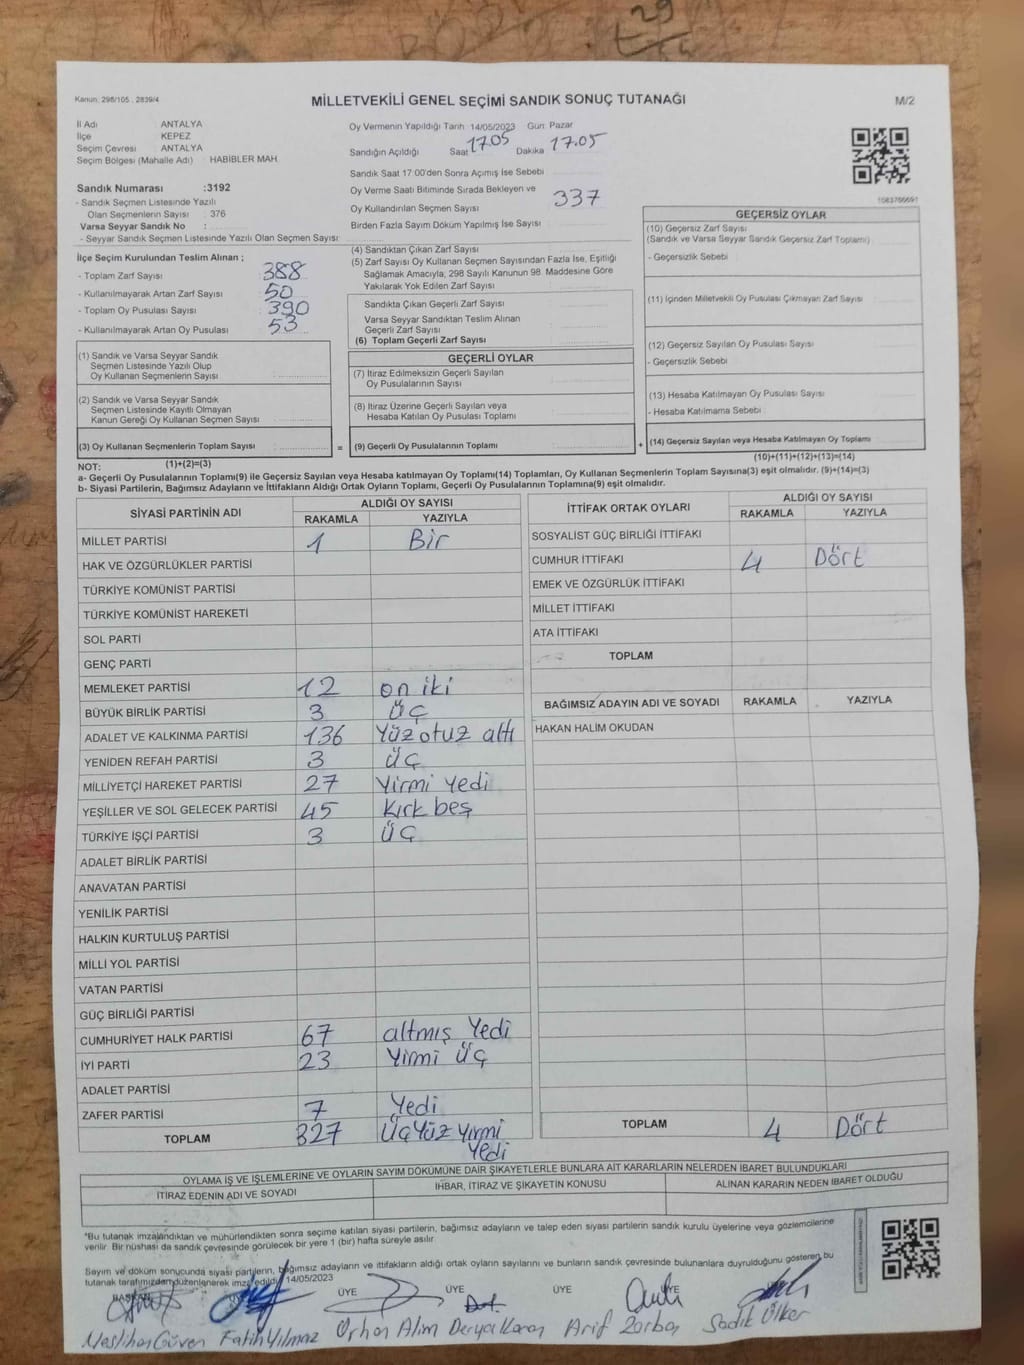 Kanun: 298/105 , 2839/4
MİLLETVEKİLİ GENEL SEÇİMİ SANDIK SONUÇ TUTANAĞI
M/2
İl Adı ANTALYA
İlçe KEPEZ
Seçim Çevresi ANTALYA
Seçim Bölgesi (Mahalle Adı) : HABİBLER MAH.
Sandık Numarası :3192
- Sandık Seçmen Listesinde Yazılı
Olan Seçmenlerin Sayısı : 376
Varsa Seyyar Sandık No :
- Seyyar Sandık Seçmen Listesinde Yazılı Olan Seçmen Sayısı:
Oy Vermenin Yapıldığı Tarih 14/05/2023 Gün: Pazar
Sandığın Açıldığı Saat 17.05 Dakika 17.05
Sandık Saat 17:00'den Sonra Açılmış İse Sebebi
Oy Verme Saati Bitiminde Sırada Bekleyen ve
Oy Kullandırılan Seçmen Sayısı 337
Birden Fazla Sayım Döküm Yapılmış İse Sayısı
İlçe Seçim Kurulundan Teslim Alınan ;
- Toplam Zarf Sayısı 388
- Kullanılmayarak Artan Zarf Sayısı 50
- Toplam Oy Pusulası Sayısı 390
- Kullanılmayarak Artan Oy Pusulası 53
(1) Sandık ve Varsa Seyyar Sandık
Seçmen Listesinde Yazılı Olup
Oy Kullanan Seçmenlerin Sayısı
(2) Sandık ve Varsa Seyyar Sandık
Seçmen Listesinde Kayıtlı Olmayan
Kanun Gereği Oy Kullanan Seçmen Sayısı
(3) Oy Kullanan Seçmenlerin Toplam Sayısı
(1)+(2)=(3)
(4) Sandıktan Çıkan Zarf Sayısı
(5) Zarf Sayısı Oy Kullanan Seçmen Sayısından Fazla İse, Eşitliği
Sağlamak Amacıyla, 298 Sayılı Kanunun 98. Maddesine Göre
Yakılarak Yok Edilen Zarf Sayısı
Sandıkta Çıkan Geçerli Zarf Sayısı
Varsa Seyyar Sandıktan Teslim Alınan
Geçerli Zarf Sayısı
(6) Toplam Geçerli Zarf Sayısı
GEÇERLİ OYLAR
(7) İtiraz Edilmeksizin Geçerli Sayılan
Oy Pusulalarının Sayısı
(8) İtiraz Üzerine Geçerli Sayılan veya
Hesaba Katılan Oy Pusulası Toplamı
= (9) Geçerli Oy Pusulalarının Toplamı
1083766691
GEÇERSİZ OYLAR
(10) Geçersiz Zarf Sayısı
(Sandık ve Varsa Seyyar Sandık Geçersiz Zarf Toplamı)
- Geçersizlik Sebebi
(11) İçinden Milletvekili Oy Pusulası Çıkmayan Zarf Sayısı
(12) Geçersiz Sayılan Oy Pusulası Sayısı
- Geçersizlik Sebebi
(13) Hesaba Katılmayan Oy Pusulası Sayısı
- Hesaba Katılmama Sebebi
+ (14) Geçersiz Sayılan veya Hesaba Katılmayan Oy Toplamı
(10)+(11)+(12)+(13)=(14)
NOT:
a- Geçerli Oy Pusulalarının Toplamı(9) ile Geçersiz Sayılan veya Hesaba katılmayan Oy Toplamı(14) Toplamları, Oy Kullanan Seçmenlerin Toplam Sayısına(3) eşit olmalıdır. (9)+(14)=(3)
b- Siyasi Partilerin, Bağımsız Adayların ve İttifakların Aldığı Ortak Oyların Toplamı, Geçerli Oy Pusulalarının Toplamına(9) eşit olmalıdır.
SİYASİ PARTİNİN ADI ALDIĞI OY SAYISI
RAKAMLA YAZIYLA
MİLLET PARTİSİ 1 Bir
HAK VE ÖZGÜRLÜKLER PARTİSİ
TÜRKİYE KOMÜNİST PARTİSİ
TÜRKİYE KOMÜNİST HAREKETİ
SOL PARTİ
GENÇ PARTİ
MEMLEKET PARTİSİ 12 on iki
BÜYÜK BİRLİK PARTİSİ 3 Üç
ADALET VE KALKINMA PARTİSİ 136 Yüz otuz altı
YENİDEN REFAH PARTİSİ 3 Üç
MİLLİYETÇİ HAREKET PARTİSİ 27 Yirmi Yedi
YEŞİLLER VE SOL GELECEK PARTİSİ 45 Kırk beş
TÜRKİYE İŞÇİ PARTİSİ 3 Üç
ADALET BİRLİK PARTİSİ
ANAVATAN PARTİSİ
YENİLİK PARTİSİ
HALKIN KURTULUŞ PARTİSİ
MİLLİ YOL PARTİSİ
VATAN PARTİSİ
GÜÇ BİRLİĞİ PARTİSİ
CUMHURİYET HALK PARTİSİ 67 altmış Yedi
İYİ PARTİ 23 Yirmi Üç
ADALET PARTİSİ
ZAFER PARTİSİ 7 Yedi
TOPLAM 327 Üç Yüz Yirmi
Yedi
İTTİFAK ORTAK OYLARI ALDIĞI OY SAYISI
RAKAMLA YAZIYLA
SOSYALİST GÜÇ BİRLİĞİ İTTİFAKI
CUMHUR İTTİFAKI 4 Dört
EMEK VE ÖZGÜRLÜK İTTİFAKI
MİLLET İTTİFAKI
ATA İTTİFAKI
TOPLAM
BAĞIMSIZ ADAYIN ADI VE SOYADI RAKAMLA YAZIYLA
HAKAN HALİM OKUDAN
TOPLAM 4 Dört
OYLAMA İŞ VE İŞLEMLERİNE VE OYLARIN SAYIM DÖKÜMÜNE DAİR ŞİKAYETLERLE BUNLARA AİT KARARLARIN NELERDEN İBARET BULUNDUKLARI
İTİRAZ EDENİN ADI VE SOYADI İHBAR, İTİRAZ VE ŞİKAYETİN KONUSU ALINAN KARARIN NEDEN İBARET OLDUĞU
*Bu tutanak imzalandıktan ve mühürlendikten sonra seçime katılan siyasi partilerin, bağımsız adayların ve talep eden siyasi partilerin sandık kurulu üyelerine veya gözlemcilerine
verilir. Bir nüshası da sandık çevresinde görülecek bir yere 1 (bir) hafta süreyle asılır.
Sayım ve döküm sonucunda siyasi partilerin, bağımsız adayların ve ittifakların aldığı ortak oyların sayılarını ve bunların sandık çevresinde bulunanlara duyrulduğunu gösteren bu
tutanak tarafımızdan düzenlenerek imza edildi. 14/05/2023
BAŞKAN ÜYE ÜYE ÜYE ÜYE
Neslihan Güven Fatih Yılmaz Orhan Alim Derya Karan Arif Zorba Sadık Ülker